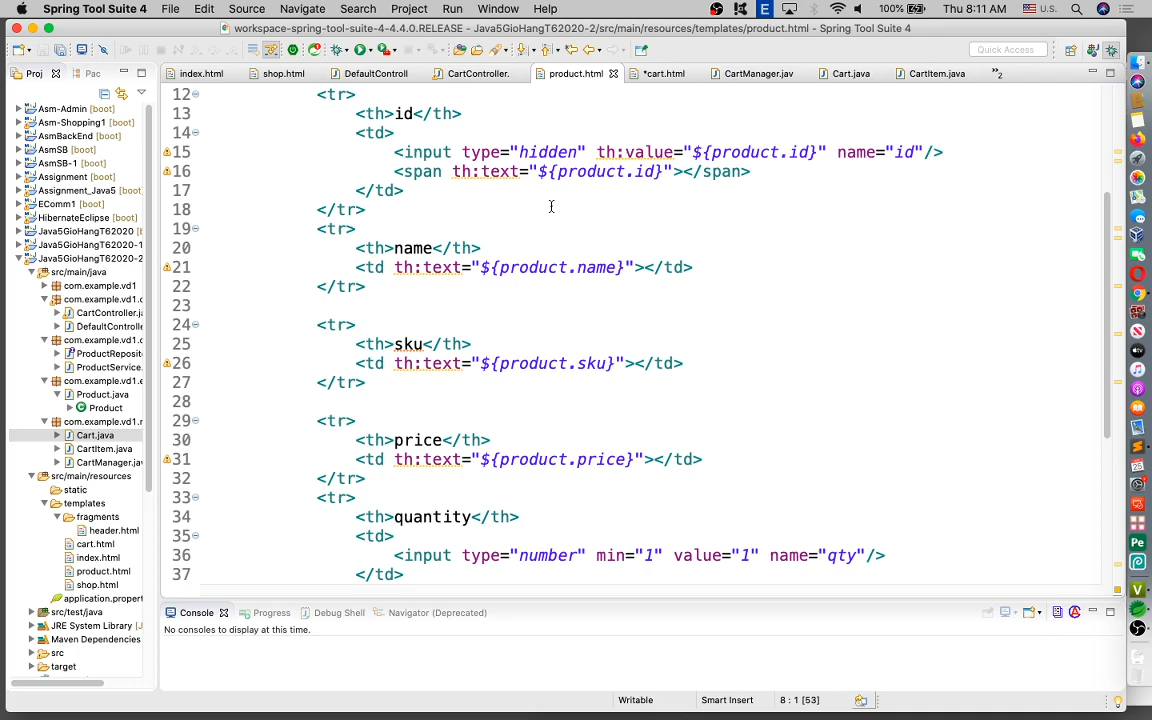 Spring Tool Suite 4 File Edit Source Navigate Search Project Run Window Help 100% Thu 8:11 AM U.S.
workspace-spring-tool-suite-4-4.4.0.RELEASE - Java5GioHangT62020-2/src/main/resources/templates/product.html - Spring Tool Suite 4
Quick Access
Proj Pac
index.html shop.html DefaultControll CartController. product.html *cart.html CartManager.jav Cart.java CartItem.java »2
Asm-Admin [boot]
Asm-Shopping1 [boot]
AsmBackEnd [boot]
AsmSB [boot]
AsmSB-1 [boot]
Assignment [boot]
Assignment_Java5 [boot]
EComm1 [boot]
HibernateEclipse [boot]
Java5GioHangT62020 [boot]
Java5GioHangT62020-1
Java5GioHangT62020-2
src/main/java
com.example.vd1
com.example.vd1.c
CartController.ja
DefaultControlle
com.example.vd1.
ProductReposit
ProductService.
com.example.vd1.e
Product.java
Product
com.example.vd1.r
Cart.java
CartItem.java
CartManager.jav
src/main/resources
static
templates
fragments
header.html
cart.html
index.html
product.html
shop.html
application.propert
src/test/java
JRE System Library [J
Maven Dependencies
src
target
12 <tr>
13 <th>id</th>
14 <td>
15 <input type="hidden" th:value="${product.id}" name="id"/>
16 <span th:text="${product.id}"></span>
17 </td>
18 </tr>
19 <tr>
20 <th>name</th>
21 <td th:text="${product.name}"></td>
22 </tr>
23
24 <tr>
25 <th>sku</th>
26 <td th:text="${product.sku}"></td>
27 </tr>
28
29 <tr>
30 <th>price</th>
31 <td th:text="${product.price}"></td>
32 </tr>
33 <tr>
34 <th>quantity</th>
35 <td>
36 <input type="number" min="1" value="1" name="qty"/>
37 </td>
Console Progress Debug Shell Navigator (Deprecated)
No consoles to display at this time.
Writable Smart Insert 8 : 1 [53]